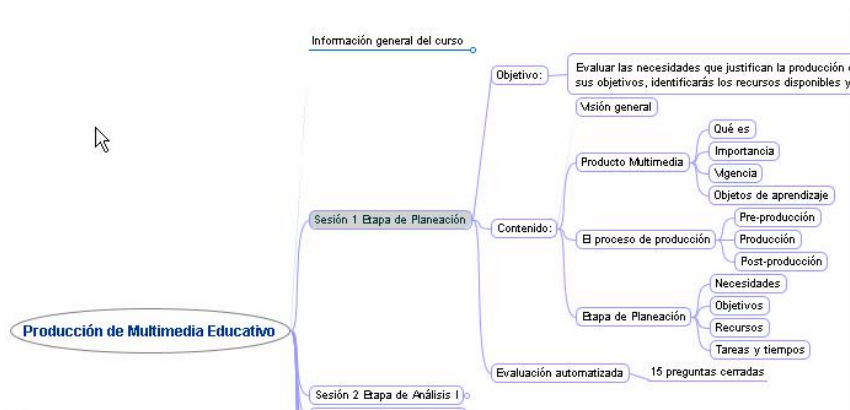 Información general del curso
Objetivo:
Evaluar las necesidades que justifican la producción
sus objetivos, identificarás los recursos disponibles y
Visión general
Producto Multimedia
Qué es
Importancia
Vigencia
Objetos de aprendizaje
Sesión 1 Etapa de Planeación
Contenido:
El proceso de producción
Pre-producción
Producción
Post-producción
Etapa de Planeación
Necesidades
Objetivos
Recursos
Tareas y tiempos
Producción de Multimedia Educativo
Evaluación automatizada
15 preguntas cerradas
Sesión 2 Etapa de Análisis I